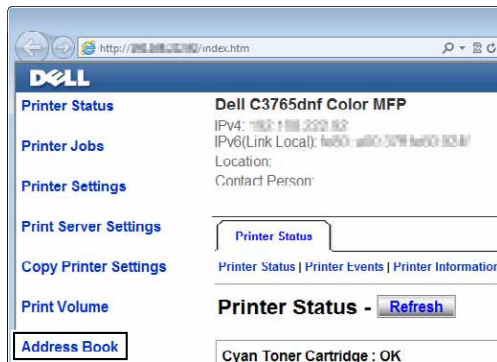 http:// /index.htm
DELL
Printer Status
Printer Jobs
Printer Settings
Print Server Settings
Copy Printer Settings
Print Volume
Address Book
Dell C3765dnf Color MFP
IPv4:
IPv6(Link Local):
Location:
Contact Person:
Printer Status
Printer Status | Printer Events | Printer Information
Printer Status - Refresh
Cyan Toner Cartridge : OK